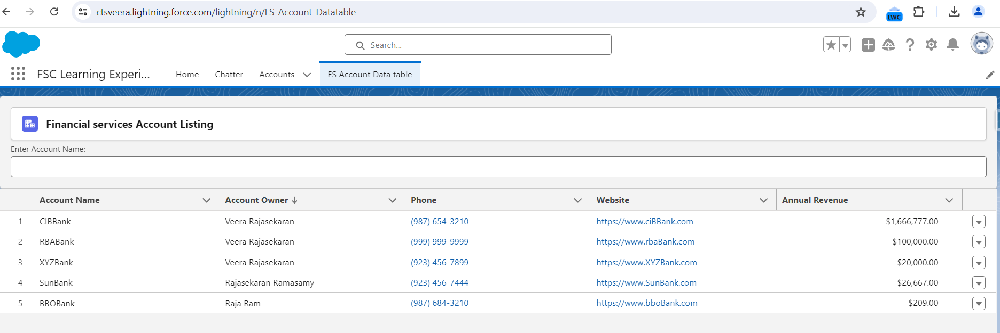 ctsveera.lightning.force.com/lightning/n/FS_Account_Datatable
LWC
Search...
FSC Learning Experi... Home Chatter Accounts FS Account Data table
Financial services Account Listing
Enter Account Name:
Account Name Account Owner Phone Website Annual Revenue
1 CIBBank Veera Rajasekaran (987) 654-3210 https://www.ciBBank.com $1,666,777.00
2 RBABank Veera Rajasekaran (999) 999-9999 https://www.rbaBank.com $100,000.00
3 XYZBank Veera Rajasekaran (923) 456-7899 https://www.XYZBank.com $20,000.00
4 SunBank Rajasekaran Ramasamy (923) 456-7444 https://www.SunBank.com $26,667.00
5 BBOBank Raja Ram (987) 684-3210 https://www.bboBank.com $209.00